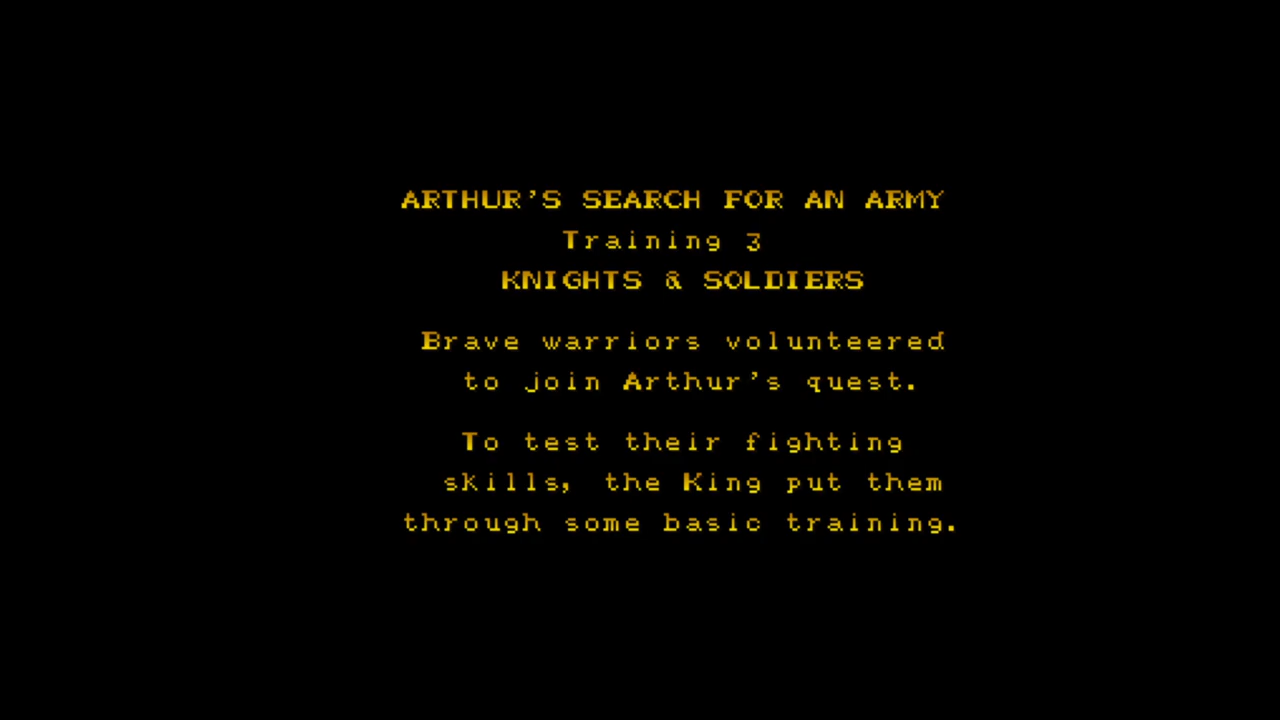 ARTHUR'S SEARCH FOR AN ARMY
Training 3
KNIGHTS & SOLDIERS
Brave warriors volunteered
to join Arthur's quest.
To test their fighting
skills, the King put them
through some basic training.